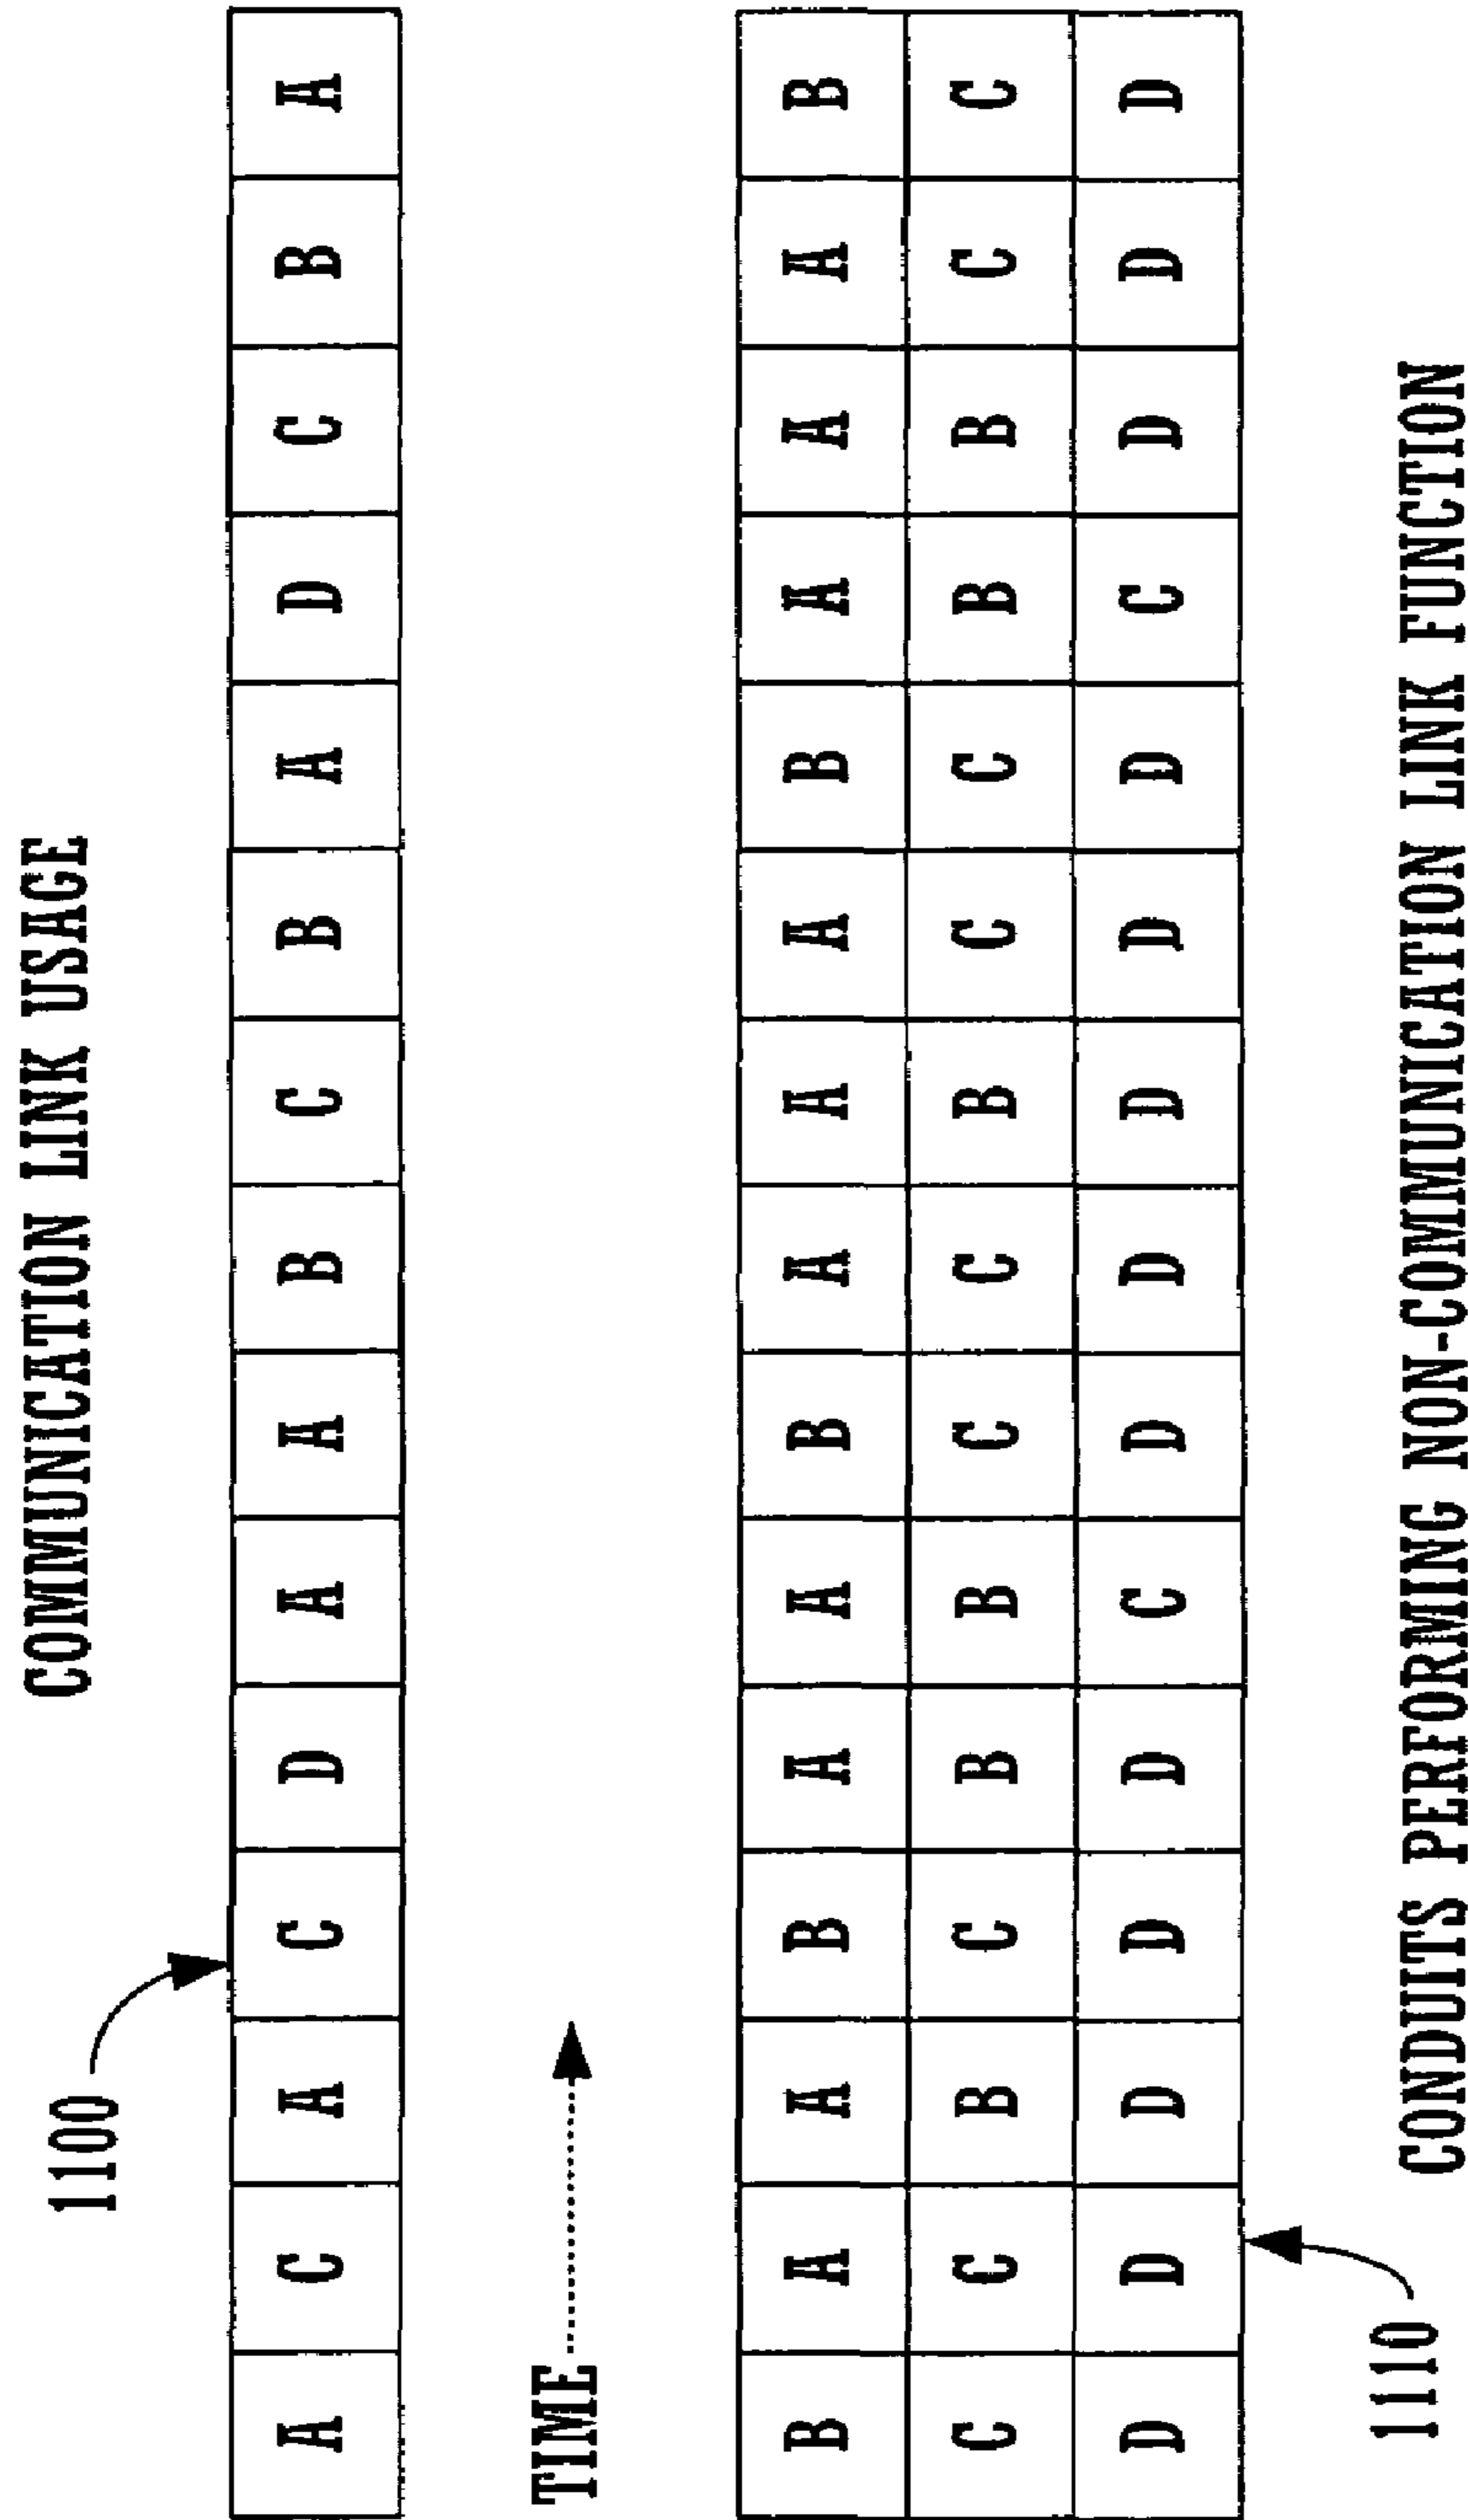 COMMUNICATION LINK USAGE
1100
A C A C D A A B C B A D C B A
TIME
B A A B A A B A A A B A A A B
C C B C B B C C B C C B B C C
D D D D D C D D D D D C D D D
1110
CONDUITS PERFORMING NON-COMMUNICATION LINK FUNCTION